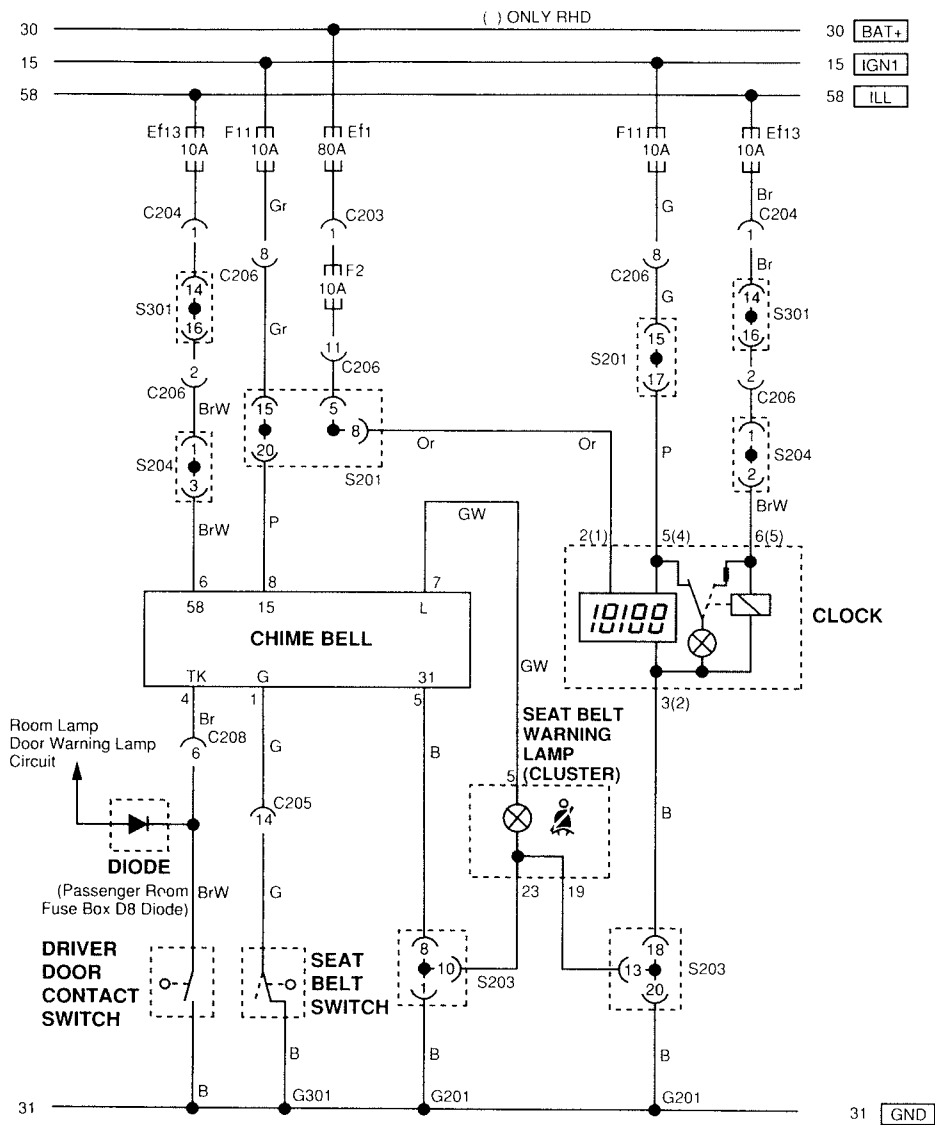 ( ) ONLY RHD
30
30 BAT+
15
15 IGN1
58
58 ILL
Ef13
10A
F11
10A
Ef1
80A
F11
10A
Ef13
10A
Br
Gr
G
C204
1
C203
1
C204
1
8
C206
F2
10A
8
C206
Br
S301
14
16
Gr
G
14
16
S301
11
C206
S201
15
17
2
C206
2
C206
BrW
15
20
5
8
S201
Or
Or
P
S204
1
3
1
2
S204
BrW
P
GW
BrW
2(1)
5(4)
6(5)
6
8
7
58
15
L
CHIME BELL
10:00
CLOCK
TK
G
31
4
1
5
GW
3(2)
Room Lamp
Door Warning Lamp
Circuit
Br
C208
6
G
B
SEAT BELT
WARNING
LAMP
(CLUSTER)
5
C205
14
B
DIODE
(Passenger Room
Fuse Box D8 Diode)
BrW
G
23
19
DRIVER
DOOR
CONTACT
SWITCH
SEAT
BELT
SWITCH
8
10
1
S203
18
13
20
S203
B
B
B
B
G301
G201
G201
31
31 GND